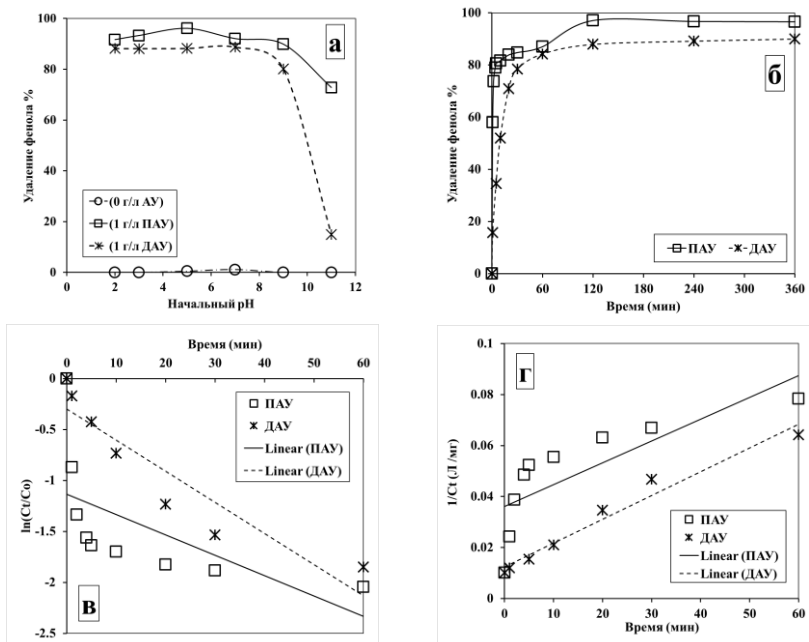 100
80
60
40
20
0
Удаление фенола %
а
(0 г/л АУ)
(1 г/л ПАУ)
(1 г/л ДАУ)
0 2 4 6 8 10 12
Начальный pH
100
80
60
40
20
0
Удаление фенола %
б
ПАУ ДАУ
0 60 120 180 240 300 360
Время (мин)
Время (мин)
0 10 20 30 40 50 60
0
-0.5
-1
-1.5
-2
-2.5
ln(Ct/Co)
ПАУ
ДАУ
Linear (ПАУ)
Linear (ДАУ)
в
0.1
0.08
0.06
0.04
0.02
0
1/Ct (Л /мг)
г
ПАУ
ДАУ
Linear (ПАУ)
Linear (ДАУ)
0 10 20 30 40 50 60
Время (мин)